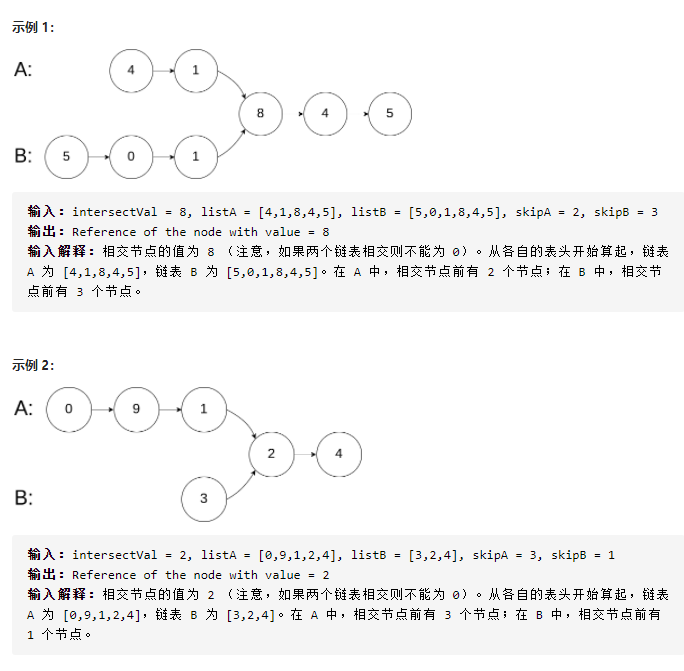 示例 1:
A: 4 1
8 4 5
B: 5 0 1
输入: intersectVal = 8, listA = [4,1,8,4,5], listB = [5,0,1,8,4,5], skipA = 2, skipB = 3
输出: Reference of the node with value = 8
输入解释: 相交节点的值为 8 (注意, 如果两个链表相交则不能为 0)。从各自的表头开始算起, 链表
A 为 [4,1,8,4,5], 链表 B 为 [5,0,1,8,4,5]。在 A 中, 相交节点前有 2 个节点; 在 B 中, 相交节
点前有 3 个节点。
示例 2:
A: 0 9 1
2 4
B: 3
输入: intersectVal = 2, listA = [0,9,1,2,4], listB = [3,2,4], skipA = 3, skipB = 1
输出: Reference of the node with value = 2
输入解释: 相交节点的值为 2 (注意, 如果两个链表相交则不能为 0)。从各自的表头开始算起, 链表
A 为 [0,9,1,2,4], 链表 B 为 [3,2,4]。在 A 中, 相交节点前有 3 个节点; 在 B 中, 相交节点前有
1 个节点。